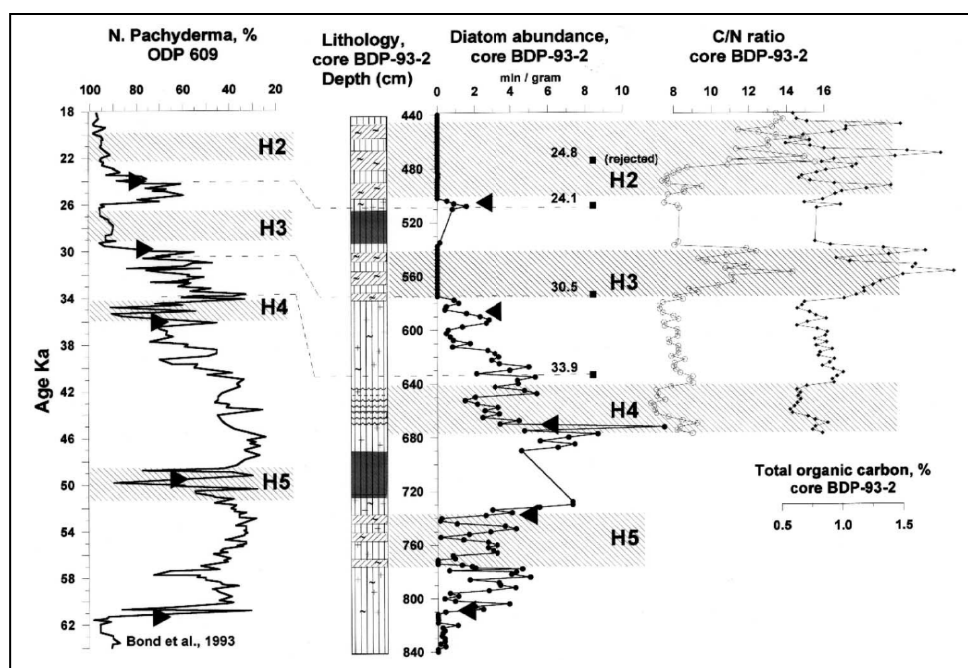 N. Pachyderma, %
ODP 609
Lithology,
core BDP-93-2
Depth (cm)
Diatom abundance,
core BDP-93-2
mln / gram
C/N ratio
core BDP-93-2
100 80 60 40 20 0
0 2 4 6 8 10
8 12 16
Age Ka
18
22
26
30
34
38
42
46
50
54
58
62
440
480
520
560
600
640
680
720
760
800
840
H2
H3
H4
H5
24.8
(rejected)
H2
24.1
H3
30.5
33.9
H4
H5
Total organic carbon, %
core BDP-93-2
0.5 1.0 1.5
Bond et al., 1993